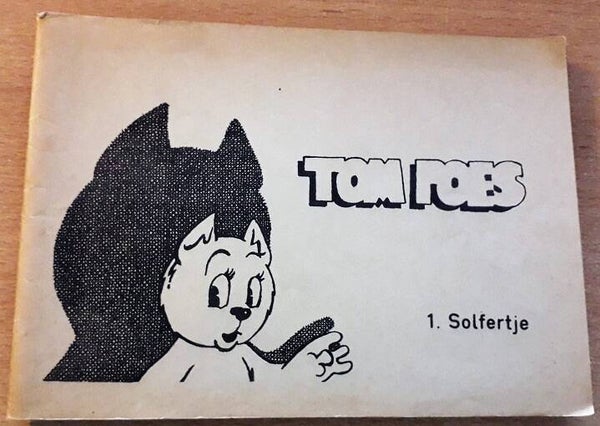 TOM POES
1. Solfertje